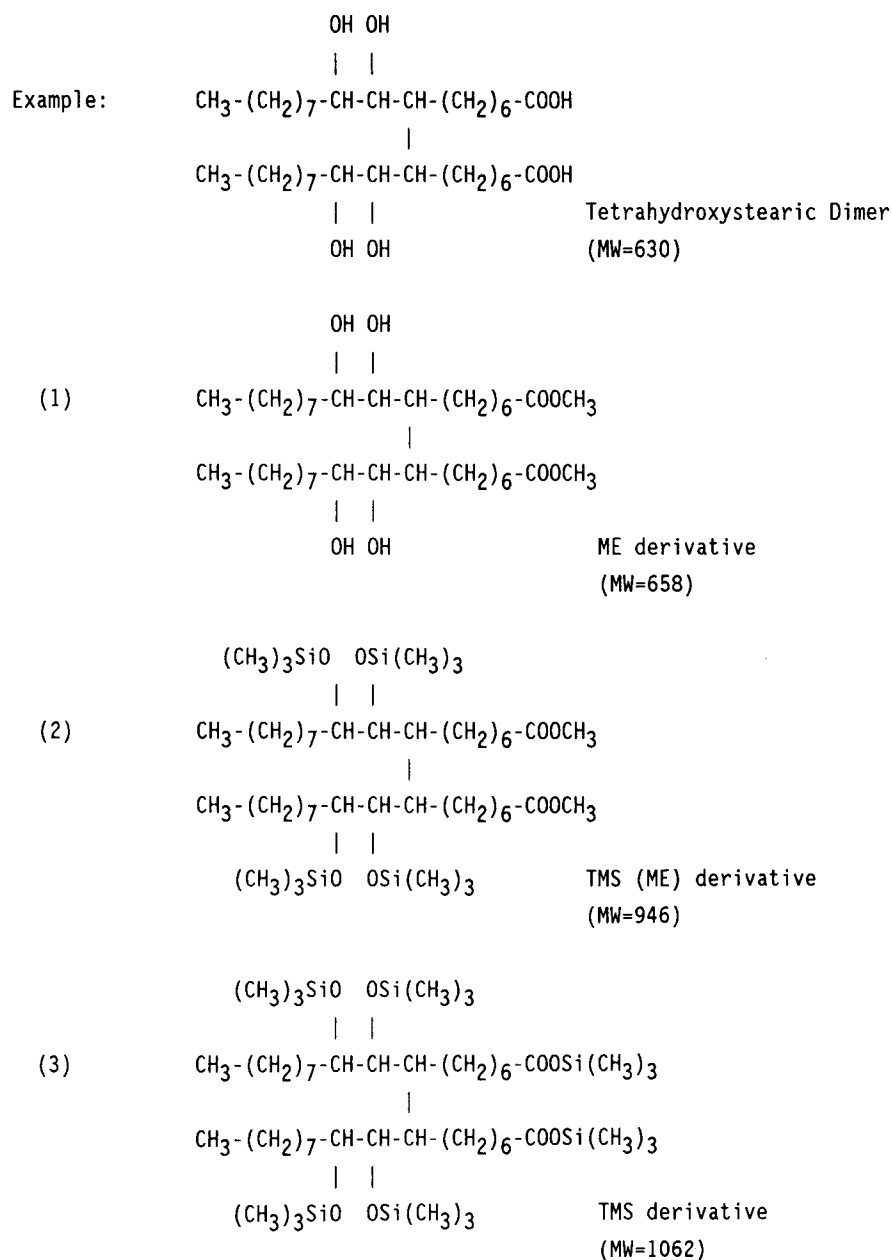 OH OH
| |
Example: CH3-(CH2)7-CH-CH-CH-(CH2)6-COOH
|
CH3-(CH2)7-CH-CH-CH-(CH2)6-COOH
| | Tetrahydroxystearic Dimer
OH OH (MW=630)
OH OH
| |
(1) CH3-(CH2)7-CH-CH-CH-(CH2)6-COOCH3
|
CH3-(CH2)7-CH-CH-CH-(CH2)6-COOCH3
| |
OH OH ME derivative
(MW=658)
(CH3)3SiO OSi(CH3)3
| |
(2) CH3-(CH2)7-CH-CH-CH-(CH2)6-COOCH3
|
CH3-(CH2)7-CH-CH-CH-(CH2)6-COOCH3
| |
(CH3)3SiO OSi(CH3)3 TMS (ME) derivative
(MW=946)
(CH3)3SiO OSi(CH3)3
| |
(3) CH3-(CH2)7-CH-CH-CH-(CH2)6-COOSi(CH3)3
|
CH3-(CH2)7-CH-CH-CH-(CH2)6-COOSi(CH3)3
| |
(CH3)3SiO OSi(CH3)3 TMS derivative
(MW=1062)